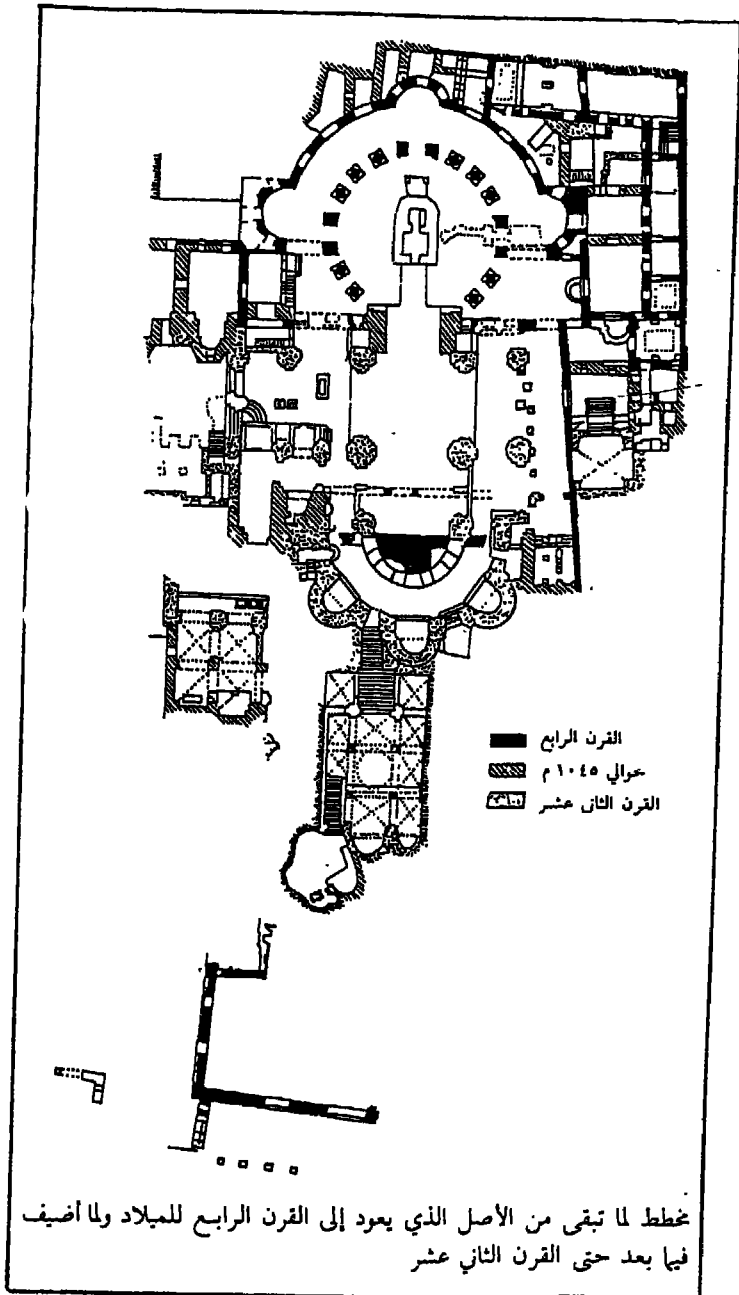 القرن الرابع
حوالي ١٠٤٥ م
القرن الثاني عشر
مخطط لما تبقى من الأصل الذي يعود إلى القرن الرابع للميلاد ولما أضيف
فيما بعد حتى القرن الثاني عشر